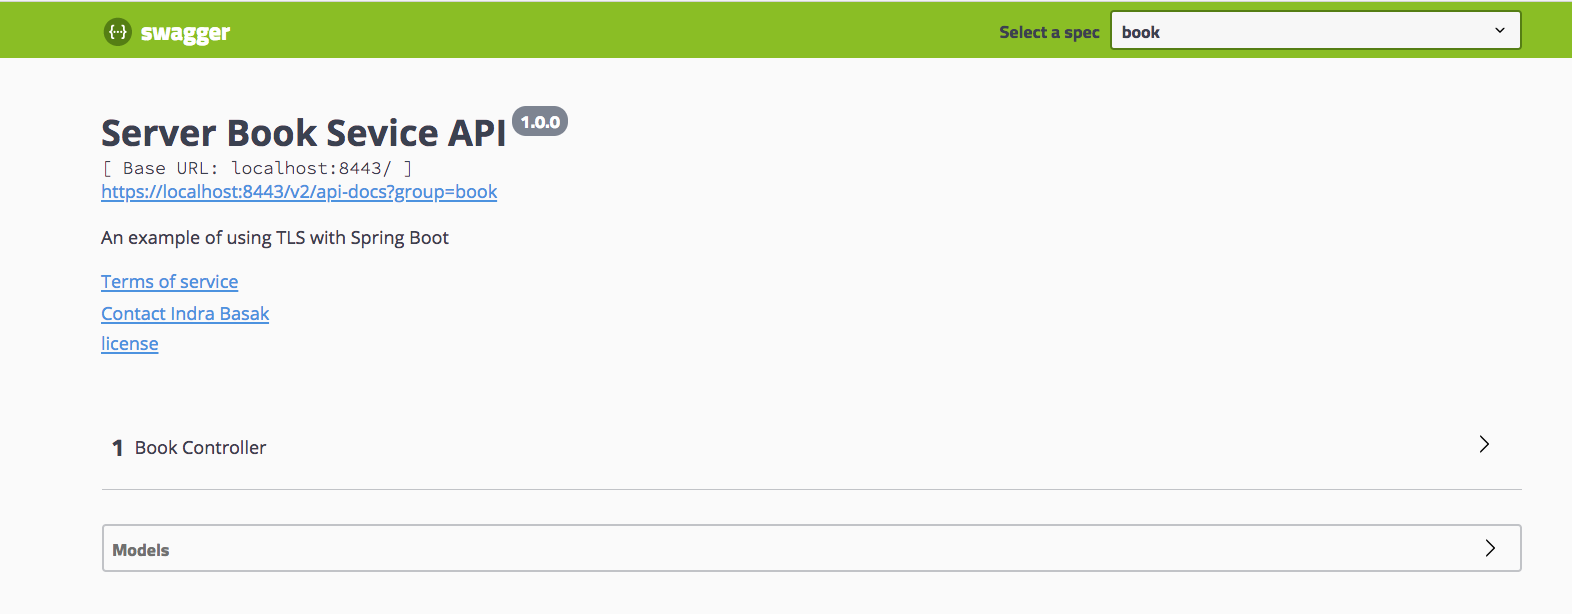 {··} swagger
Select a spec book
Server Book Sevice API 1.0.0
[ Base URL: localhost:8443/ ]
https://localhost:8443/v2/api-docs?group=book
An example of using TLS with Spring Boot
Terms of service
Contact Indra Basak
license
1 Book Controller
Models